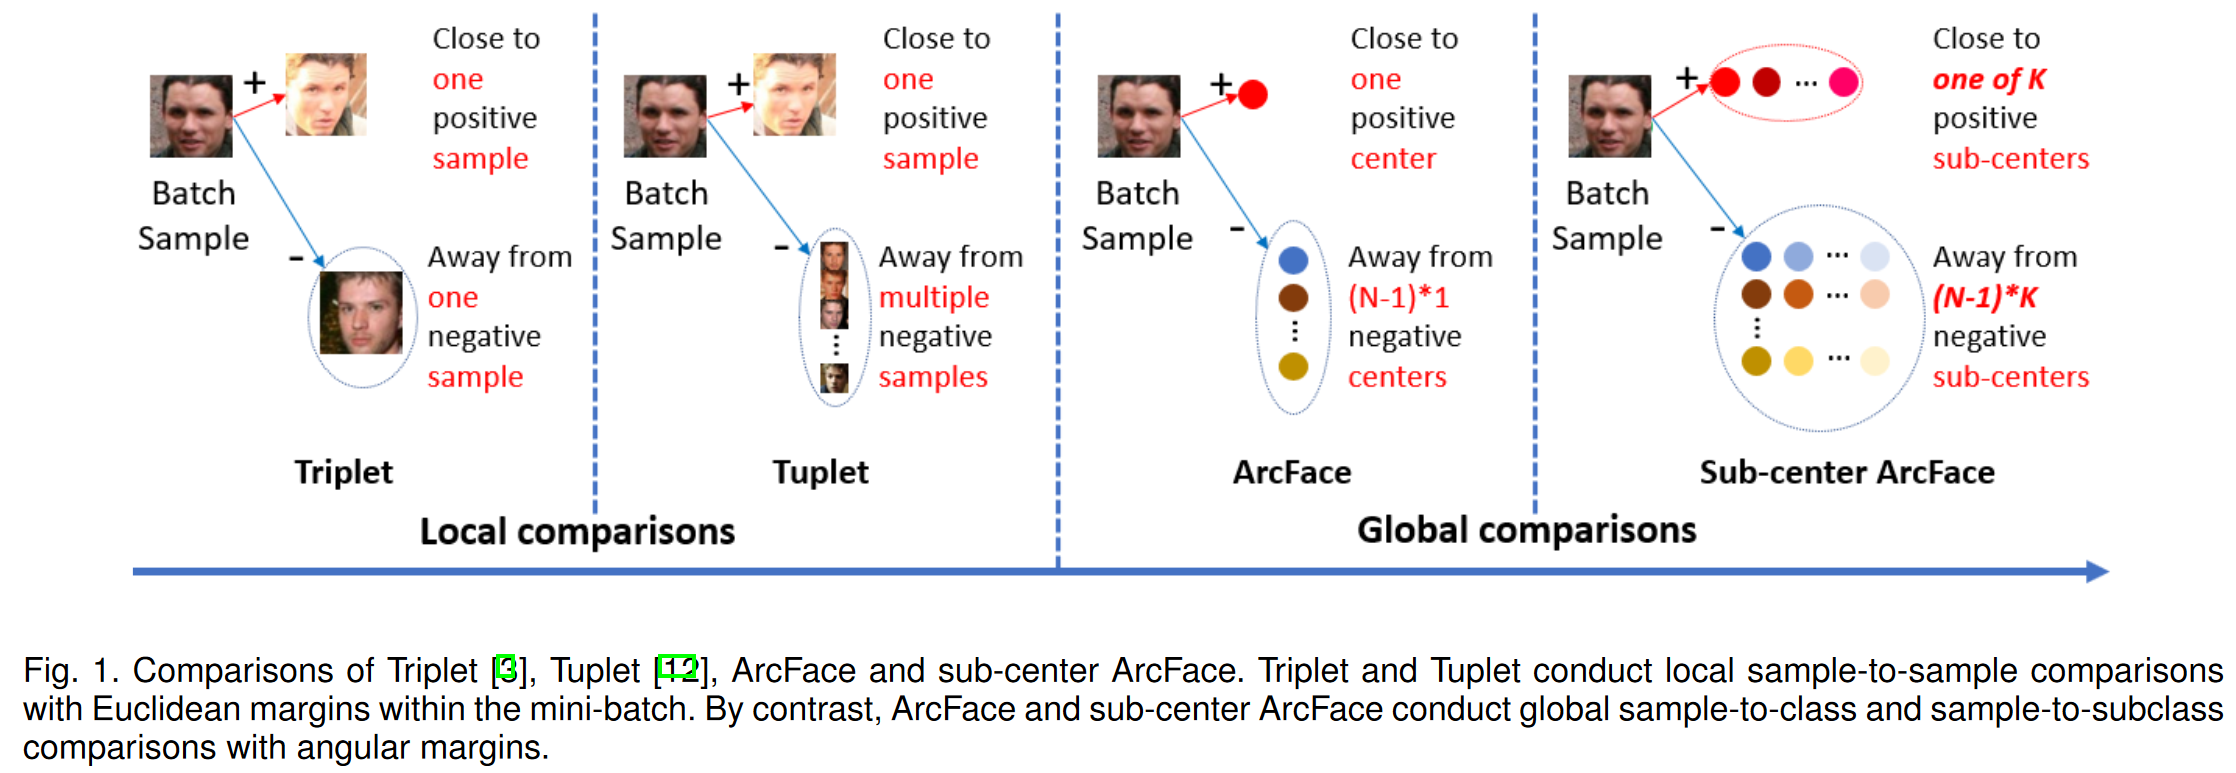 Close to
one
positive
sample
+
Batch
Sample
-
Away from
one
negative
sample
Triplet
Close to
one
positive
sample
+
Batch
Sample
-
Away from
multiple
negative
samples
Tuplet
Local comparisons
Close to
one
positive
center
+
Batch
Sample
-
Away from
(N-1)*1
negative
centers
ArcFace
Close to
one of K
positive
sub-centers
+
...
Batch
Sample
-
...
...
...
Away from
(N-1)*K
negative
sub-centers
Sub-center ArcFace
Global comparisons
Fig. 1. Comparisons of Triplet [3], Tuplet [12], ArcFace and sub-center ArcFace. Triplet and Tuplet conduct local sample-to-sample comparisons
with Euclidean margins within the mini-batch. By contrast, ArcFace and sub-center ArcFace conduct global sample-to-class and sample-to-subclass
comparisons with angular margins.